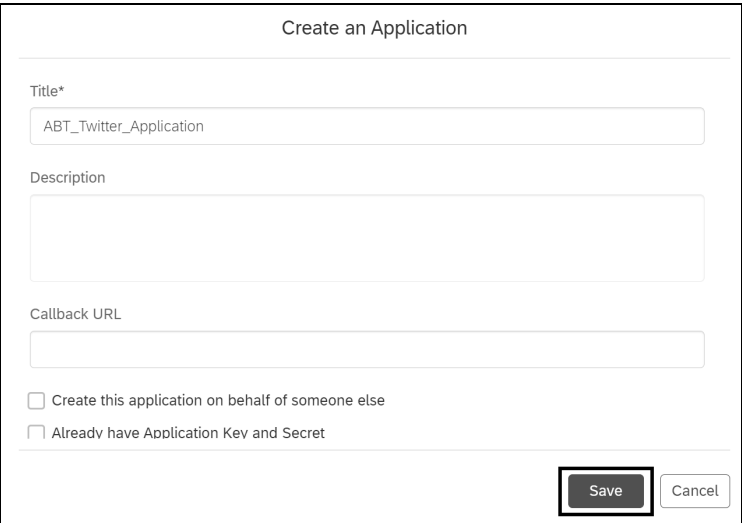 Create an Application
Title*
ABT_Twitter_Application
Description
Callback URL
Create this application on behalf of someone else
Already have Application Key and Secret
Save Cancel